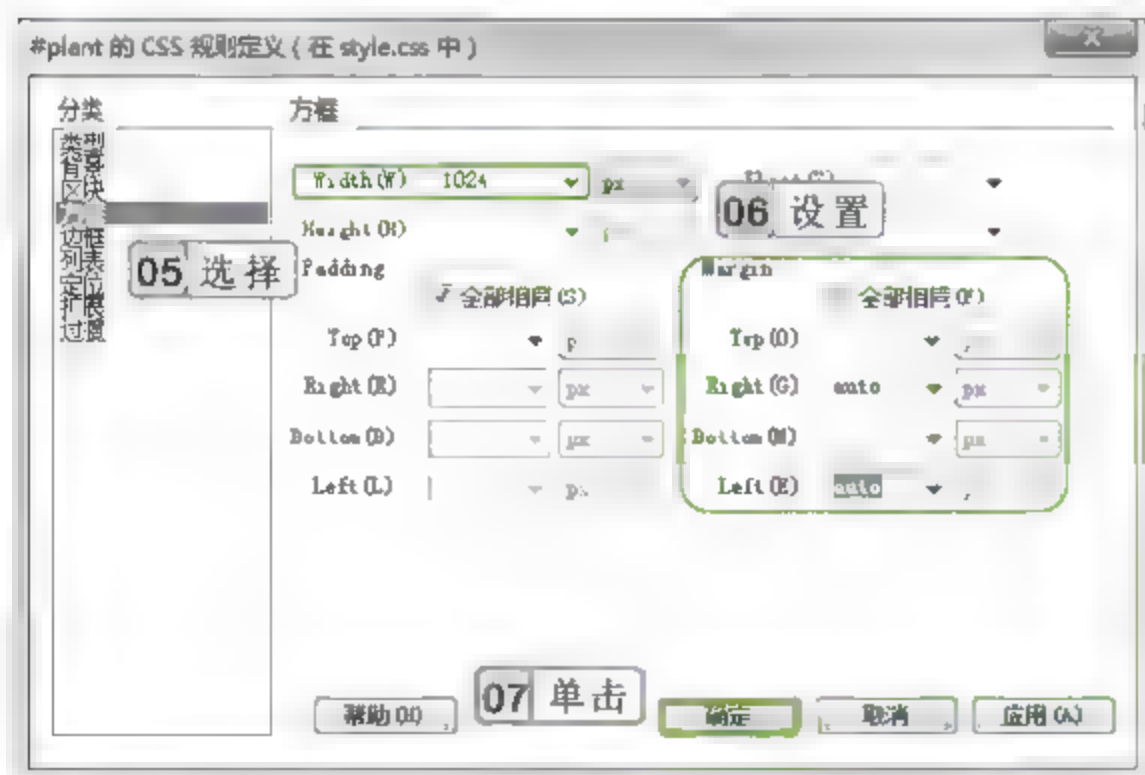 #plant 的 CSS 规则定义 ( 在 style.css 中 )
分类
类型
背景
区块
边框
列表
定位
扩展
过渡
05 选择
方框
Width(W) 1024 px
06 设置
Height(H)
Padding
全部相同(S)
Top(P) p
Right(R) px
Bottom(B) px
Left(L) px
Margin
全部相同(F)
Top(O)
Right(G) auto px
Bottom(M) px
Left(E) auto
07 单击
帮助(H)
确定
取消
应用(A)